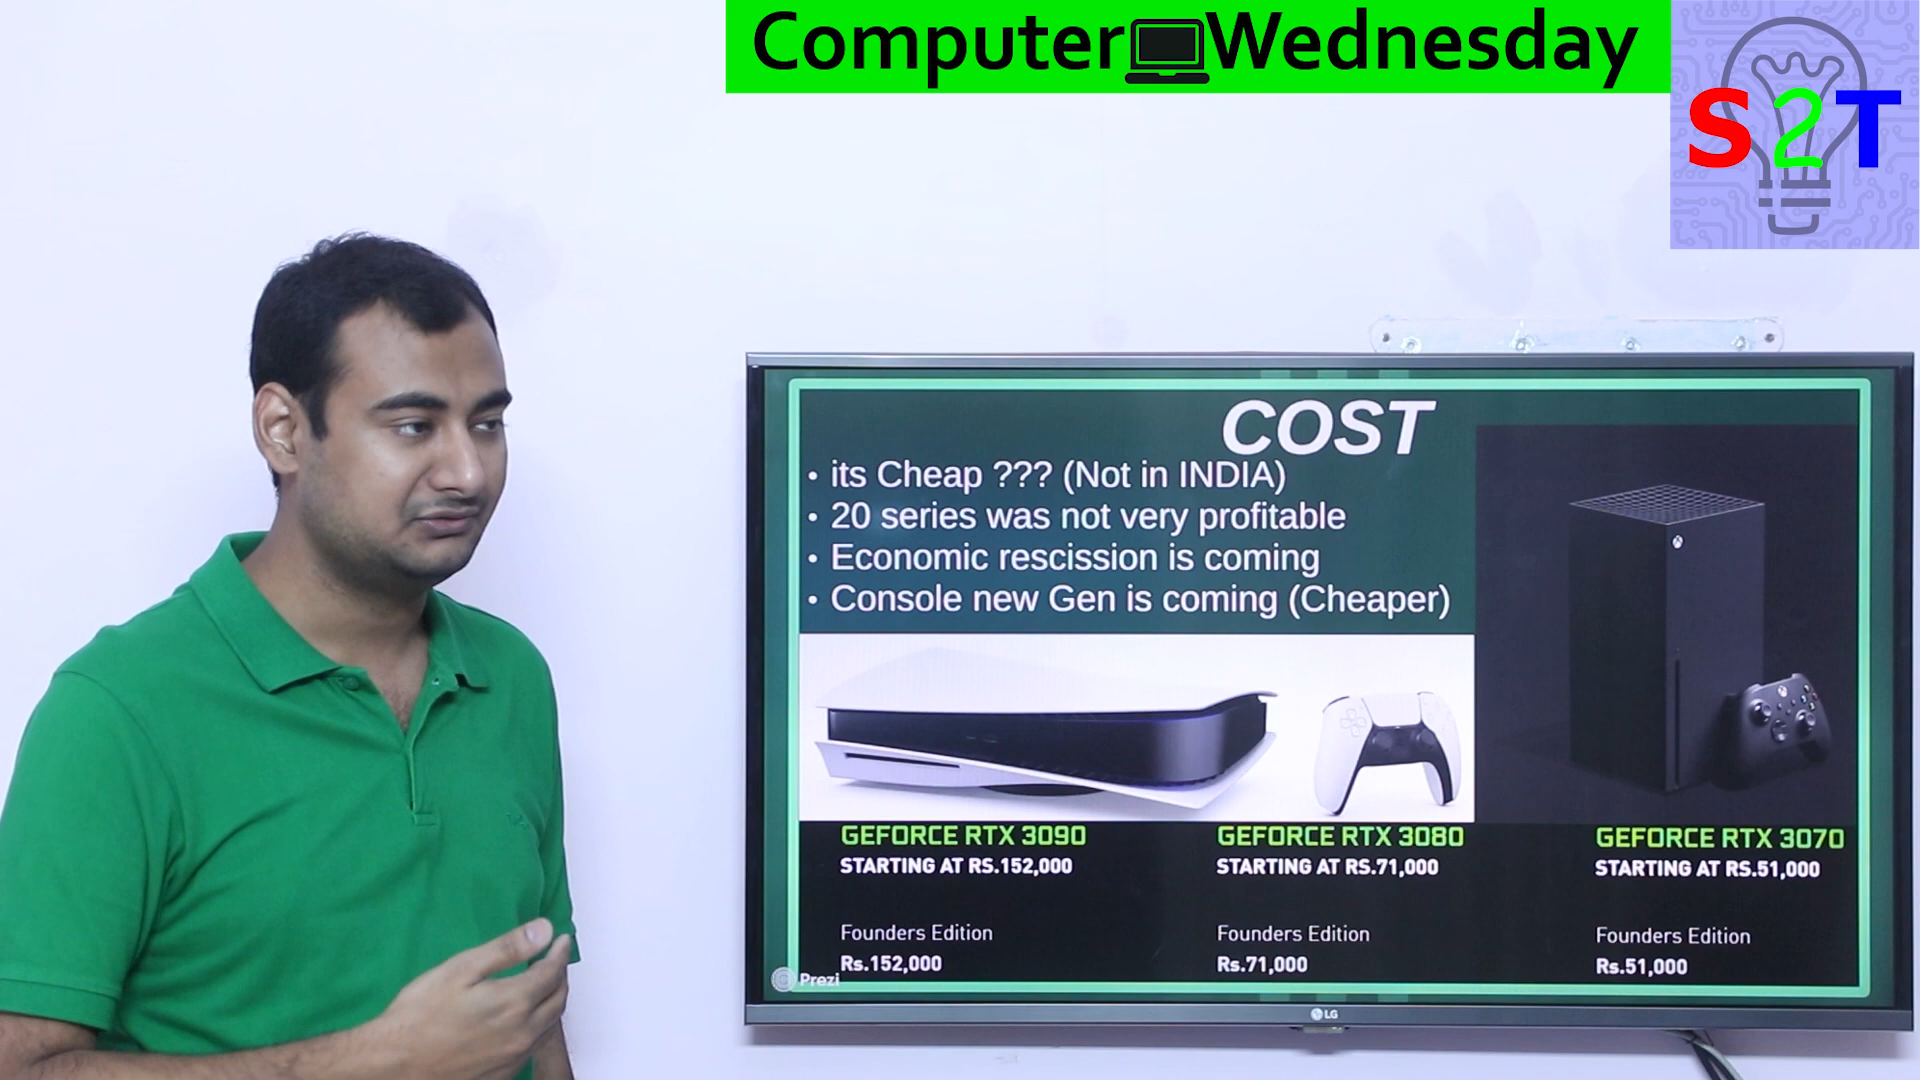 Computer Wednesday
S2T
COST
• its Cheap ??? (Not in INDIA)
• 20 series was not very profitable
• Economic rescission is coming
• Console new Gen is coming (Cheaper)
GEFORCE RTX 3090
STARTING AT RS.152,000
Founders Edition
Rs.152,000
GEFORCE RTX 3080
STARTING AT RS.71,000
Founders Edition
Rs.71,000
GEFORCE RTX 3070
STARTING AT RS.51,000
Founders Edition
Rs.51,000
Prezi
LG